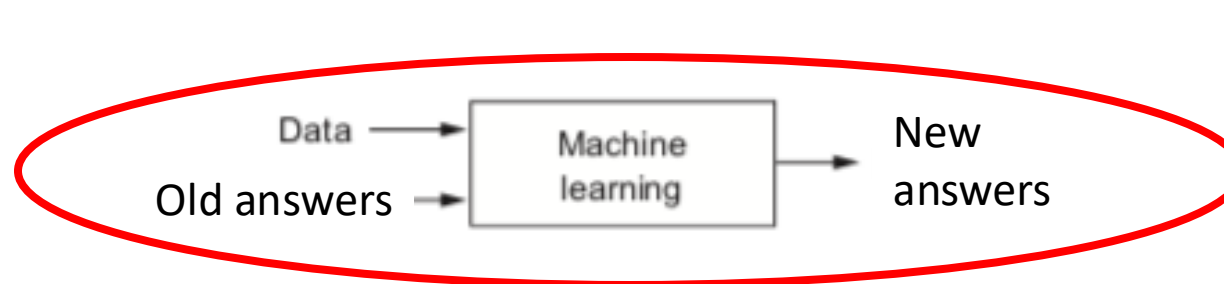 Data
Old answers
Machine
learning
New
answers